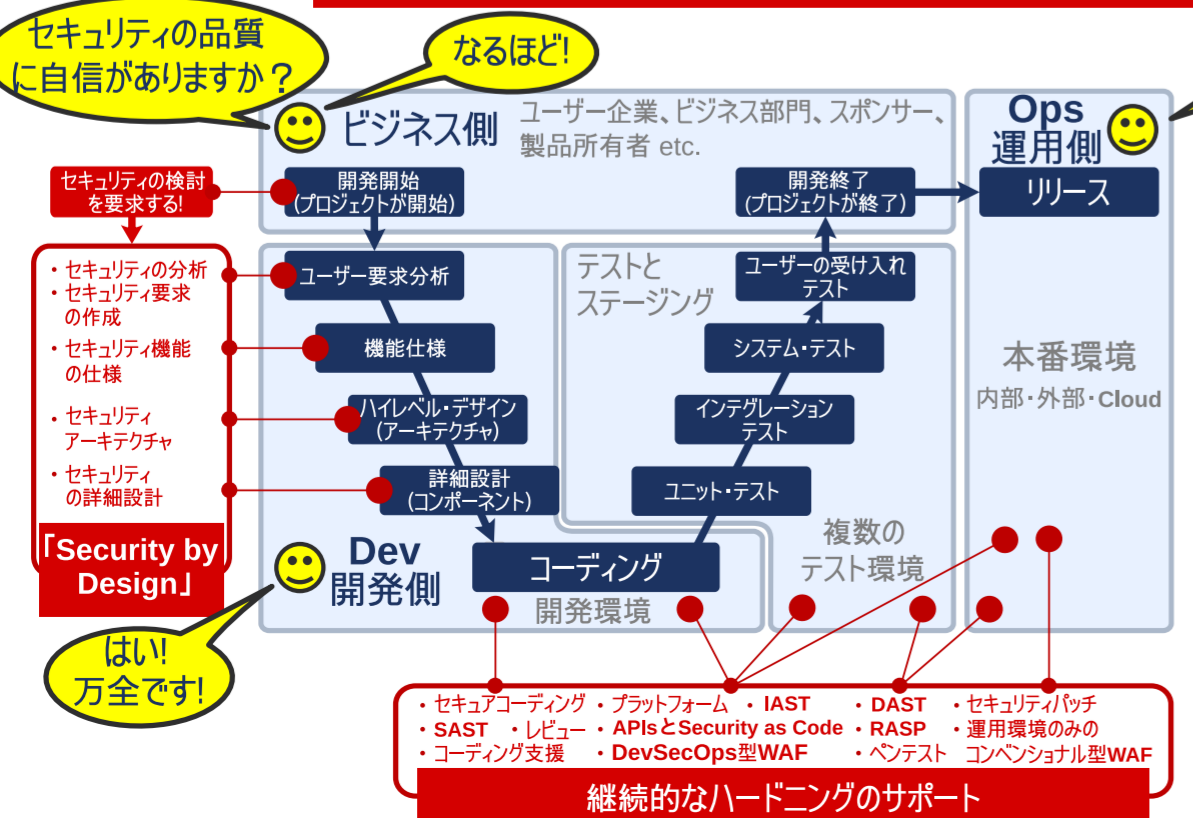 セキュリティの品質
に自信がありますか？
なるほど!
ビジネス側
ユーザー企業、ビジネス部門、スポンサー、
製品所有者 etc.
Ops
運用側
セキュリティの検討
を要求する!
開発開始
(プロジェクトが開始)
開発終了
(プロジェクトが終了)
リリース
・セキュリティの分析
・セキュリティ要求
の作成
・セキュリティ機能
の仕様
・セキュリティ
アーキテクチャ
・セキュリティ
の詳細設計
「Security by
Design」
ユーザー要求分析
機能仕様
ハイレベル・デザイン
(アーキテクチャ)
詳細設計
(コンポーネント)
コーディング
Dev
開発側
開発環境
テストと
ステージング
ユーザーの受け入れ
テスト
システム・テスト
インテグレーション
テスト
ユニット・テスト
複数の
テスト環境
本番環境
内部・外部・Cloud
はい!
万全です!
・セキュアコーディング
・SAST ・レビュー
・コーディング支援
・プラットフォーム ・IAST
・APIsとSecurity as Code
・DevSecOps型WAF
・DAST
・RASP
・ペンテスト
・セキュリティパッチ
・運用環境のみの
コンベンショナル型WAF
継続的なハードニングのサポート